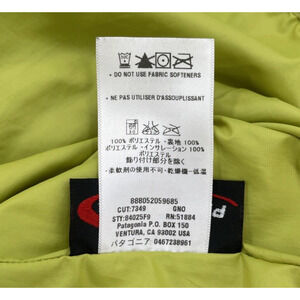 • DO NOT USE FABRIC SOFTENERS
• NE PAS UTILISER D'ASSOUPLISSANT
100% ポリエステル • 裏地 100%
ポリエステル • インサレーション 100%
ポリエステル
飾り付け部分を除く
• 柔軟剤の使用不可-乾燥機-低温
888052059685
CUT:7349 GNO
STY:84025F9 RN:51884
Patagonia P.O. BOX 150
VENTURA, CA 93002 USA
パタゴニア 0467238961
d